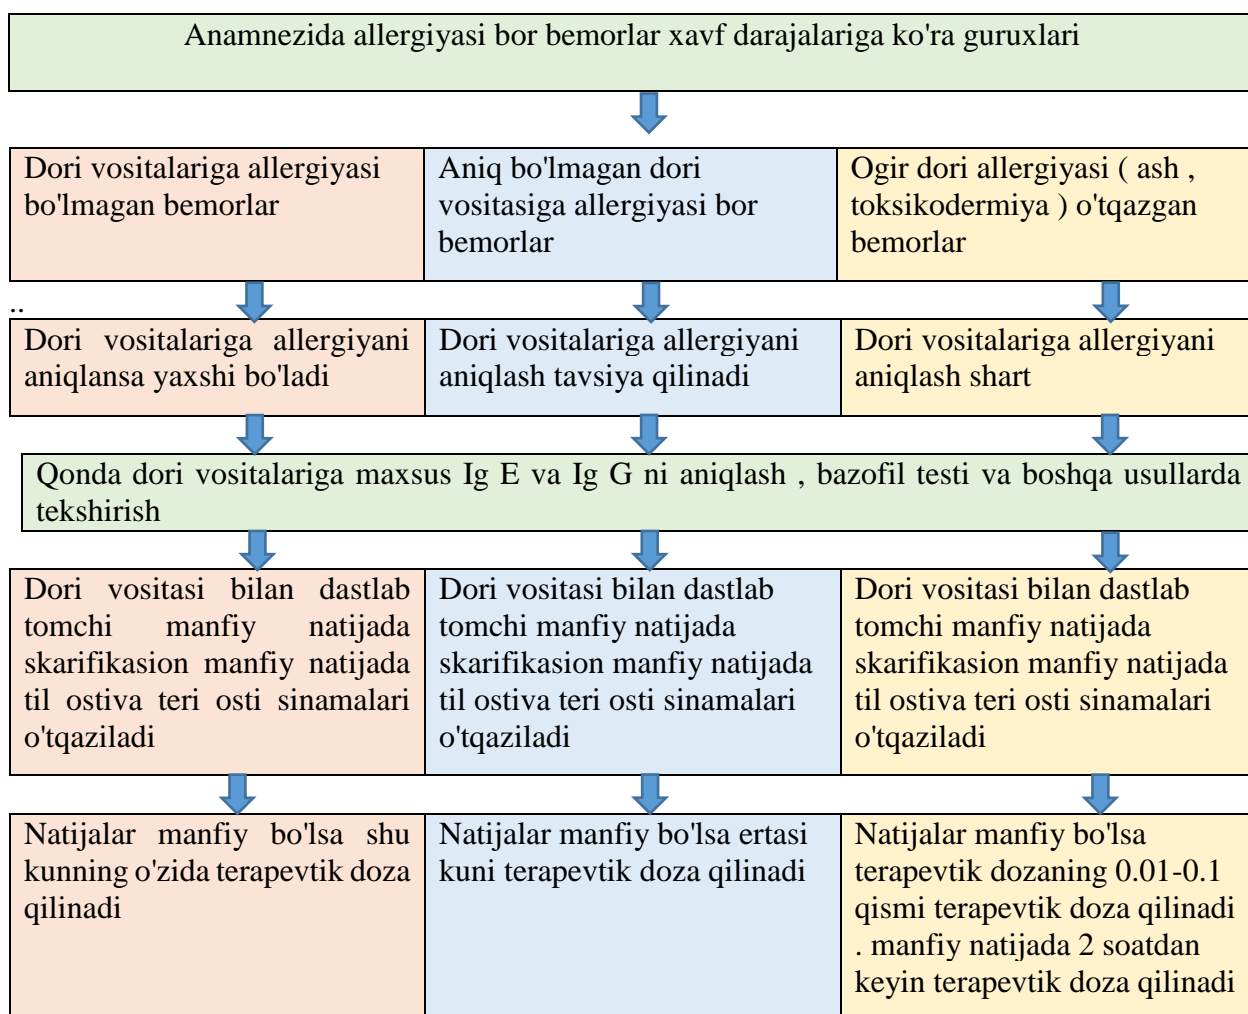 Anamnezida allergiyasi bor bemorlar xavf darajalariga ko'ra guruxlari
Dori vositalariga allergiyasi
bo'lmagan bemorlar
Aniq bo'lmagan dori
vositasiga allergiyasi bor
bemorlar
Ogir dori allergiyasi ( ash ,
toksikodermiya ) o'tqazgan
bemorlar
..
Dori vositalariga allergiyani
aniqlansa yaxshi bo'ladi
Dori vositalariga allergiyani
aniqlash tavsiya qilinadi
Dori vositalariga allergiyani
aniqlash shart
Qonda dori vositalariga maxsus Ig E va Ig G ni aniqlash , bazofil testi va boshqa usullarda
tekshirish
Dori vositasi bilan dastlab
tomchi manfiy natijada
skarifikasion manfiy natijada
til ostiva teri osti sinamalari
o'tqaziladi
Dori vositasi bilan dastlab
tomchi manfiy natijada
skarifikasion manfiy natijada
til ostiva teri osti sinamalari
o'tqaziladi
Dori vositasi bilan dastlab
tomchi manfiy natijada
skarifikasion manfiy natijada
til ostiva teri osti sinamalari
o'tqaziladi
Natijalar manfiy bo'lsa shu
kunning o'zida terapevtik doza
qilinadi
Natijalar manfiy bo'lsa ertasi
kuni terapevtik doza qilinadi
Natijalar manfiy bo'lsa
terapevtik dozaning 0.01-0.1
qismi terapevtik doza qilinadi
. manfiy natijada 2 soatdan
keyin terapevtik doza qilinadi